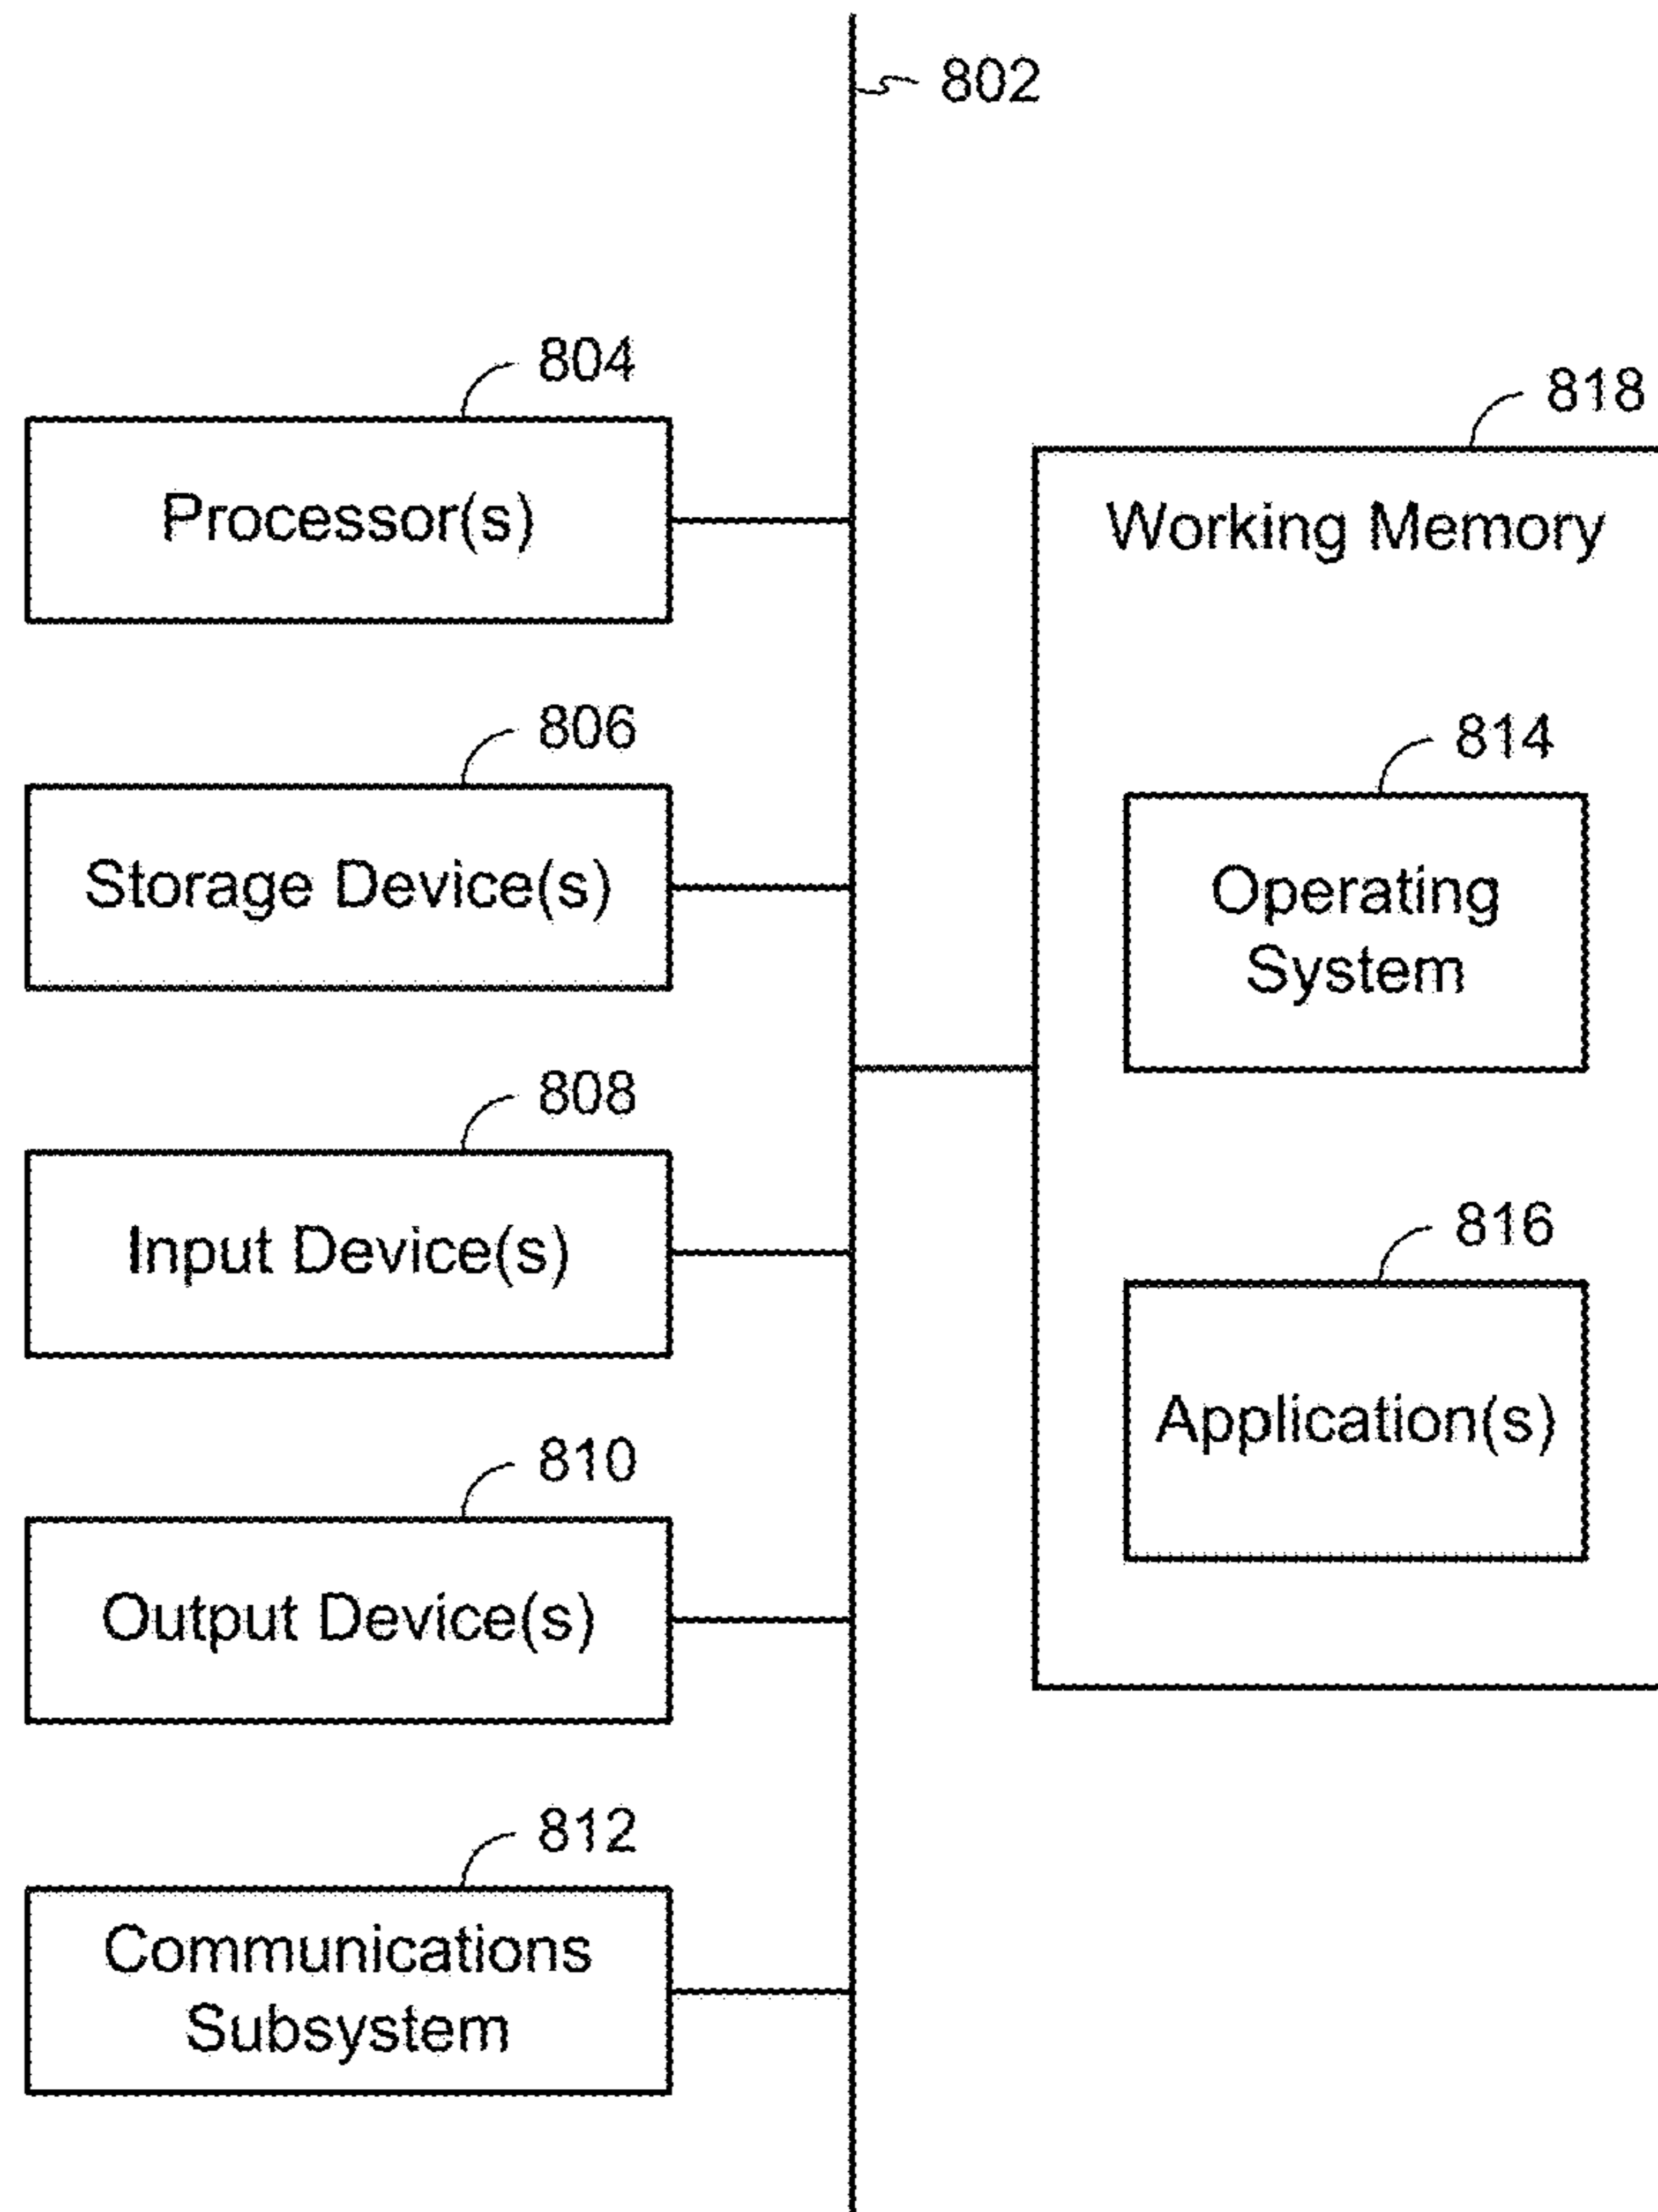 802
804
Processor(s)
806
Storage Device(s)
808
Input Device(s)
810
Output Device(s)
812
Communications
Subsystem
818
Working Memory
814
Operating
System
816
Application(s)